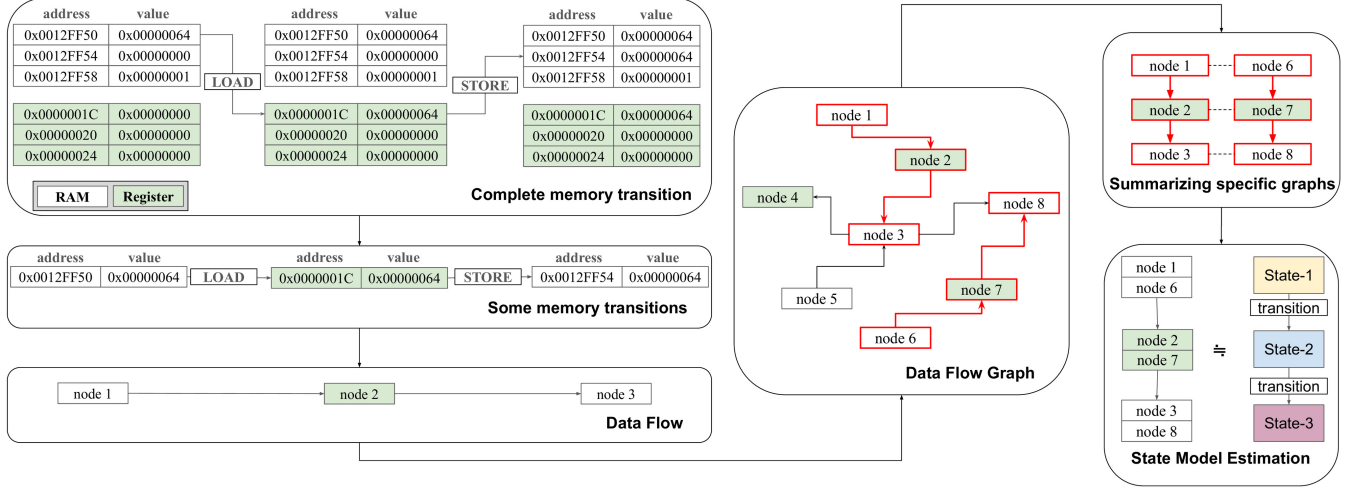 address value address value address value
0x0012FF50 0x00000064 0x0012FF50 0x00000064 0x0012FF50 0x00000064
0x0012FF54 0x00000000 0x0012FF54 0x00000000 0x0012FF54 0x00000064
0x0012FF58 0x00000001 0x0012FF58 0x00000001 0x0012FF58 0x00000001
LOAD STORE
0x0000001C 0x00000000 0x0000001C 0x00000064 0x0000001C 0x00000064
0x00000020 0x00000000 0x00000020 0x00000000 0x00000020 0x00000000
0x00000024 0x00000000 0x00000024 0x00000000 0x00000024 0x00000000
RAM Register
Complete memory transition
address value address value address value
0x0012FF50 0x00000064 LOAD 0x0000001C 0x00000064 STORE 0x0012FF54 0x00000064
Some memory transitions
node 1 node 2 node 3
Data Flow
node 1
node 2
node 4
node 8
node 3
node 5
node 7
node 6
Data Flow Graph
node 1 node 6
node 2 node 7
node 3 node 8
Summarizing specific graphs
node 1
node 6
node 2
node 7
node 3
node 8
≒
State-1
transition
State-2
transition
State-3
State Model Estimation